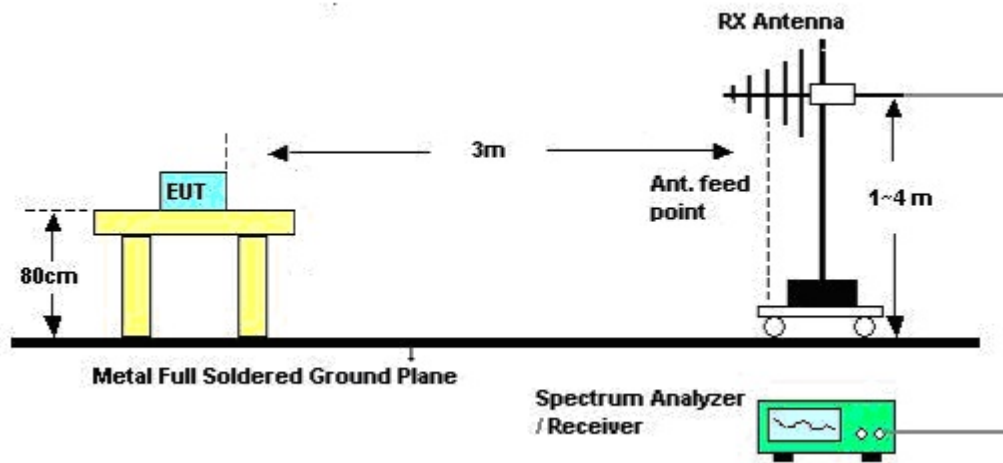 RX Antenna
3m
EUT
Ant. feed
point
1~4 m
80cm
Metal Full Soldered Ground Plane
Spectrum Analyzer
/ Receiver